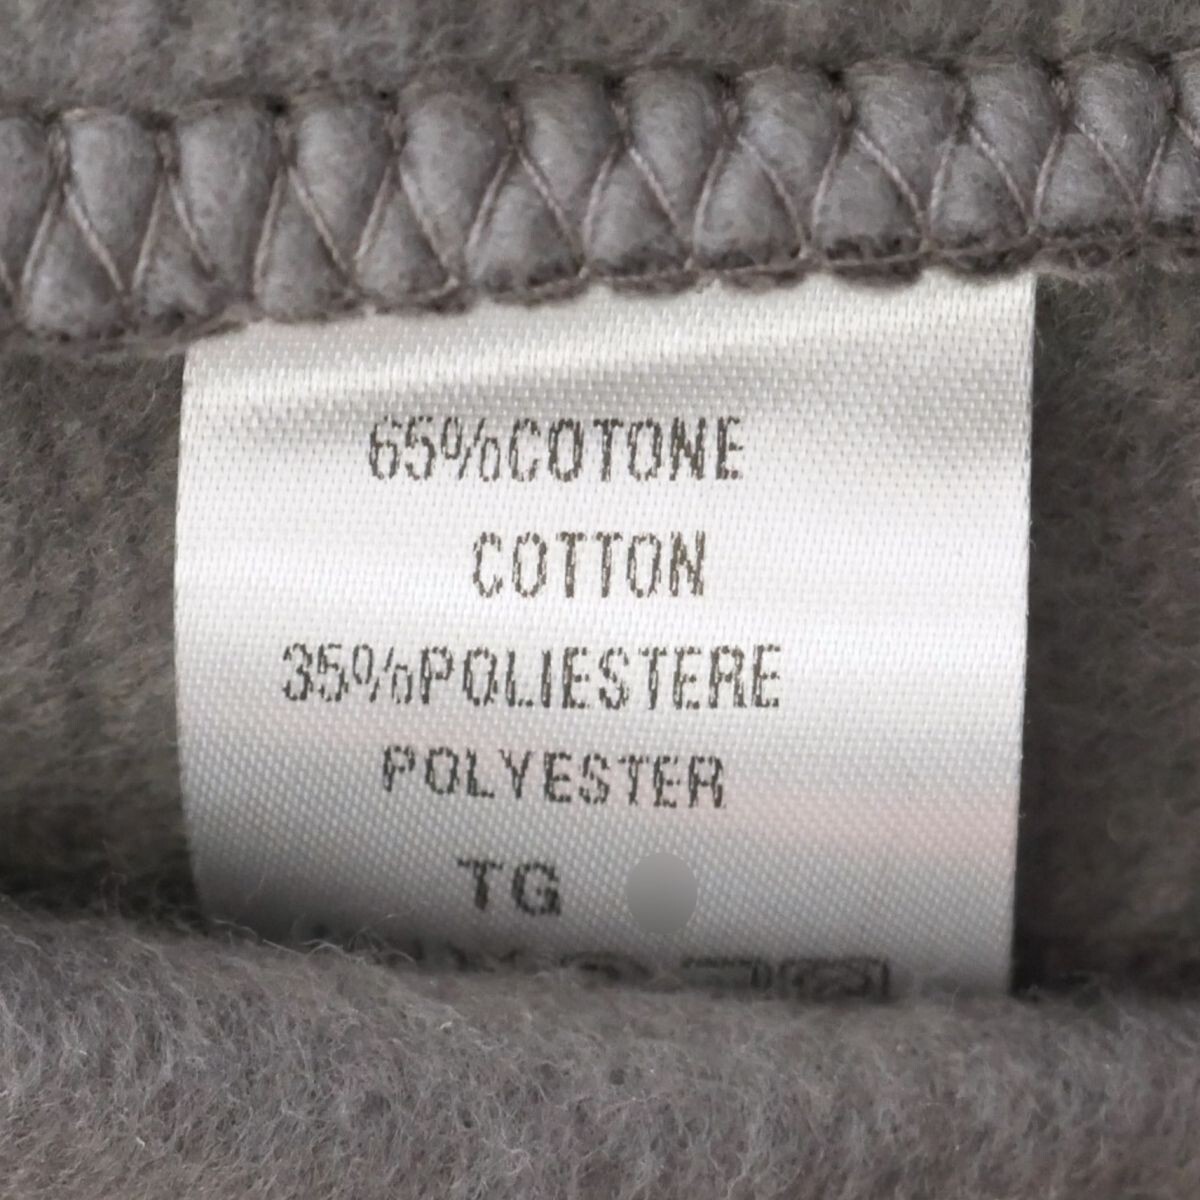 65%COTONE
COTTON
35%POLIESTERE
POLYESTER
TG